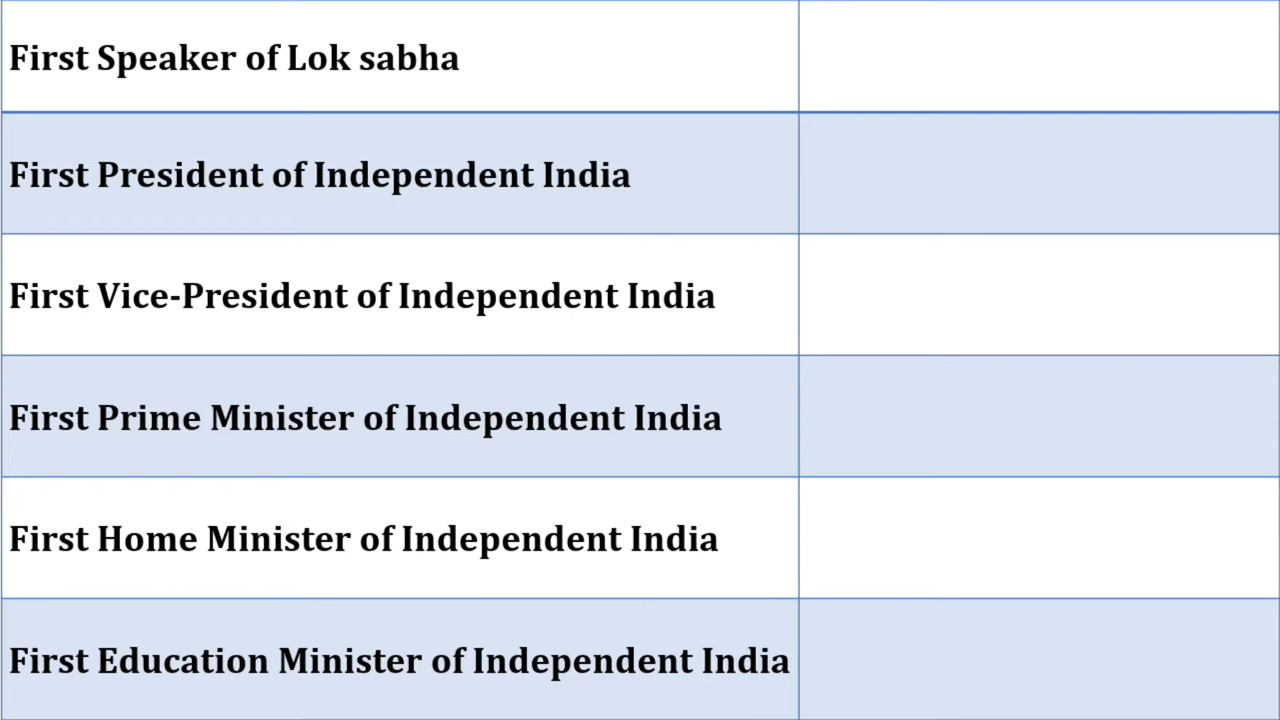 First Speaker of Lok sabha
First President of Independent India
First Vice-President of Independent India
First Prime Minister of Independent India
First Home Minister of Independent India
First Education Minister of Independent India